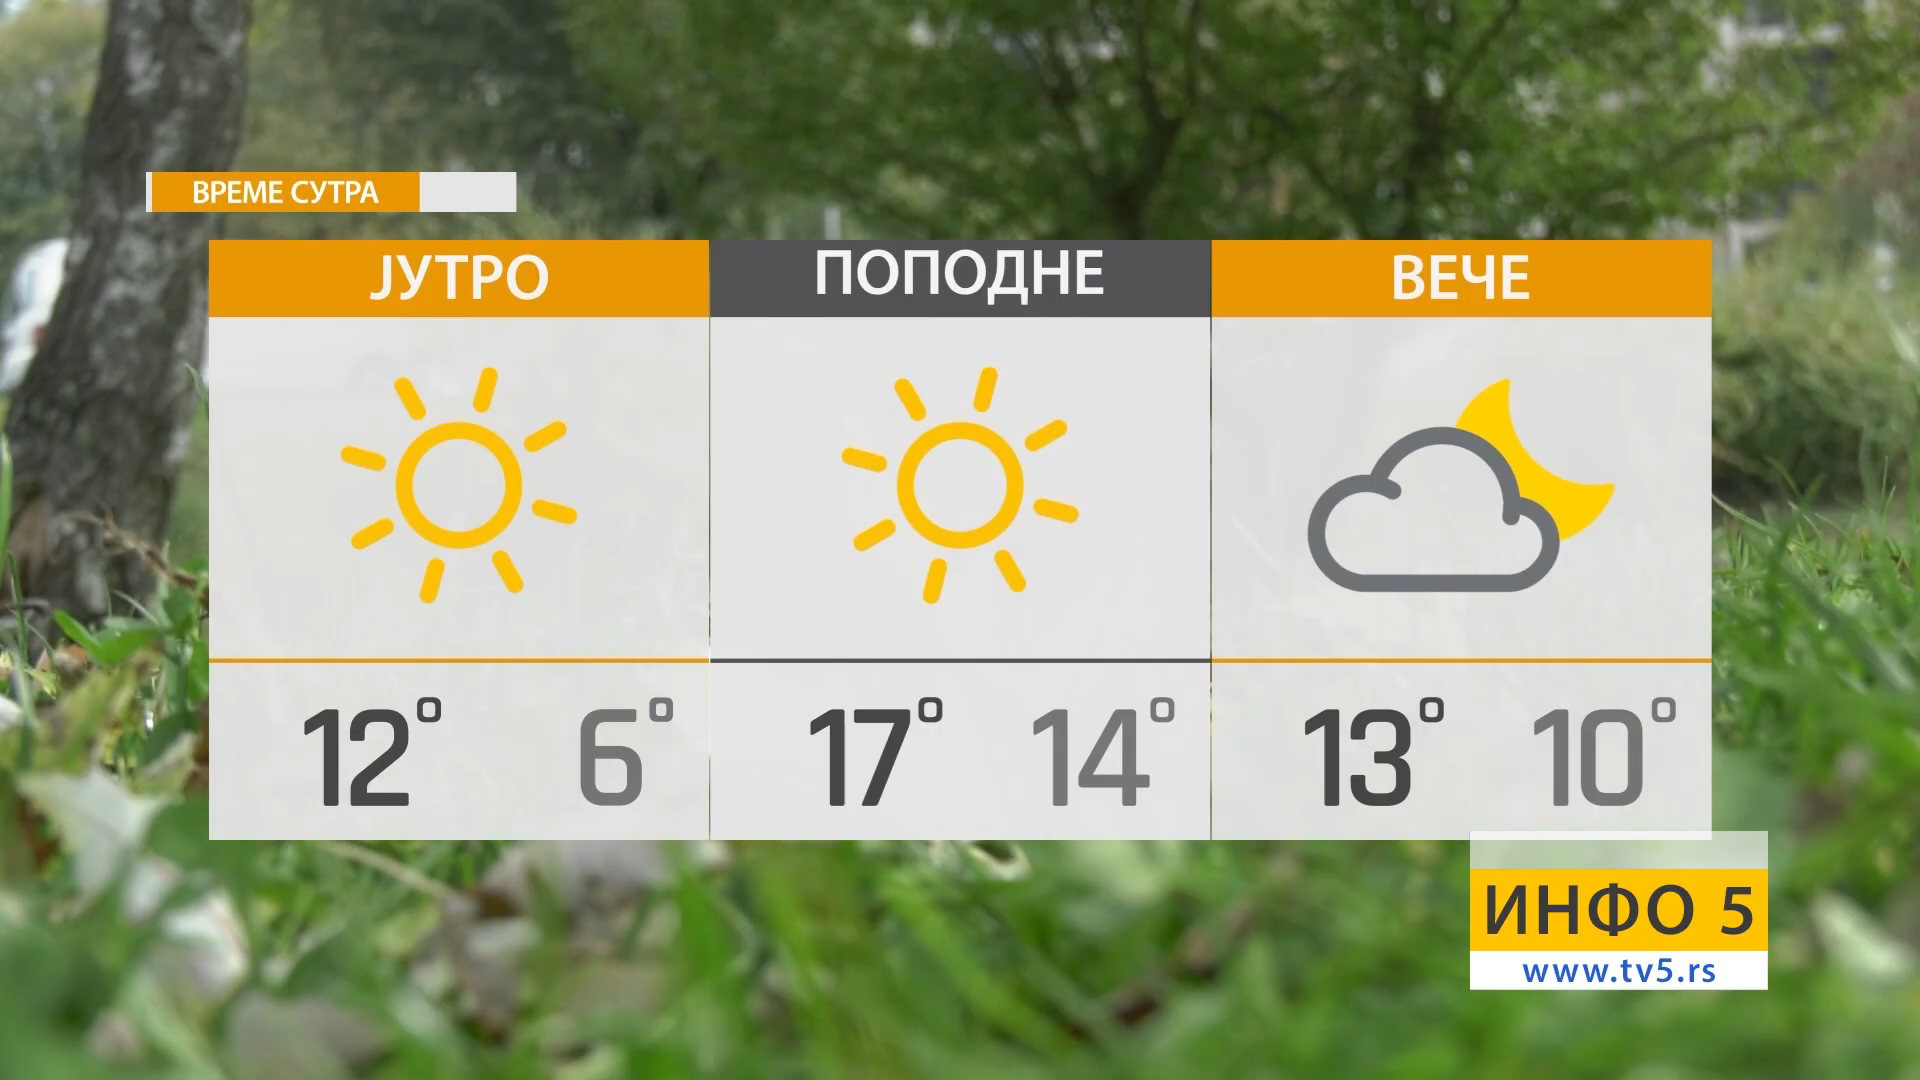 ВРЕМЕ СУТРА
ЈУТРО
ПОПОДНЕ
ВЕЧЕ
12° 6°
17° 14°
13° 10°
ИНФО 5
www.tv5.rs